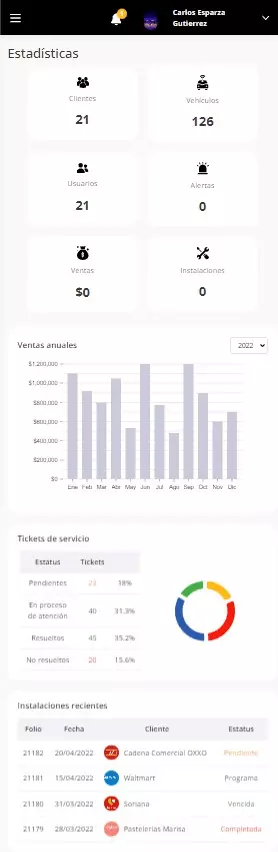 Carlos Esparza
Gutierrez
Estadísticas
Clientes
21
Vehículos
126
Usuarios
21
Alertas
0
Ventas
$0
Instalaciones
0
Ventas anuales
2022
$1,200,000
$1,000,000
$800,000
$600,000
$400,000
$200,000
$0
Ene Feb Mar Abr May Jun Jul Ago Sep Oct Nov Dic
Tickets de servicio
Estatus Tickets
Pendientes 23 18%
En proceso
de atención 40 31.3%
Resueltos 45 35.2%
No resueltos 20 15.6%
Instalaciones recientes
Folio Fecha Cliente Estatus
21182 20/04/2022 Cadena Comercial OXXO Pendiente
21181 15/04/2022 Walmart Programa
21180 31/03/2022 Soriana Vencida
21179 28/03/2022 Pastelerías Marisa Completada